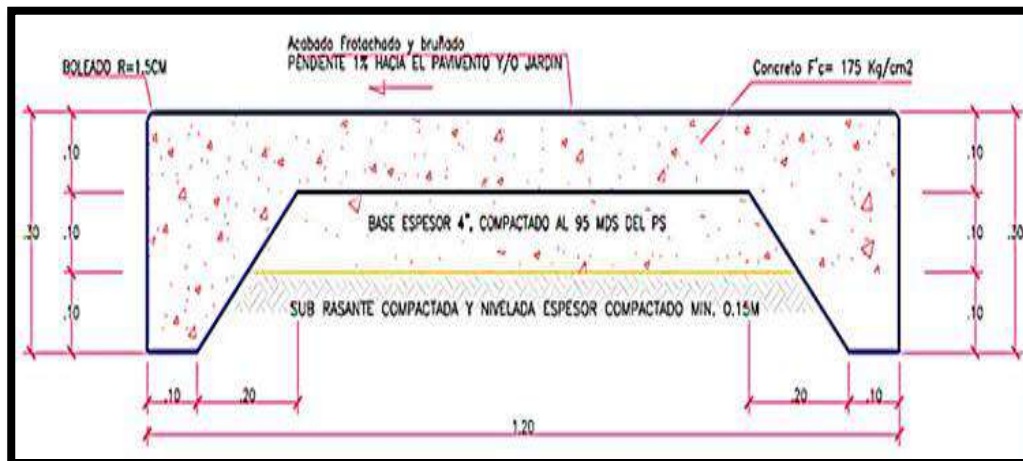 Acabado Frotachado y bruñado
PENDIENTE 1% HACIA EL PAVIMENTO Y/O JARDIN
BOLEADO R=1.5CM
Concreto F'c= 175 Kg/cm2
.10
.10
.10
.10
.10
.10
.30
BASE ESPESOR 4", COMPACTADO AL 95 MDS DEL PS
SUB RASANTE COMPACTADA Y NIVELADA ESPESOR COMPACTADO MIN. 0.15M
.10
.20
.20
.10
1.20